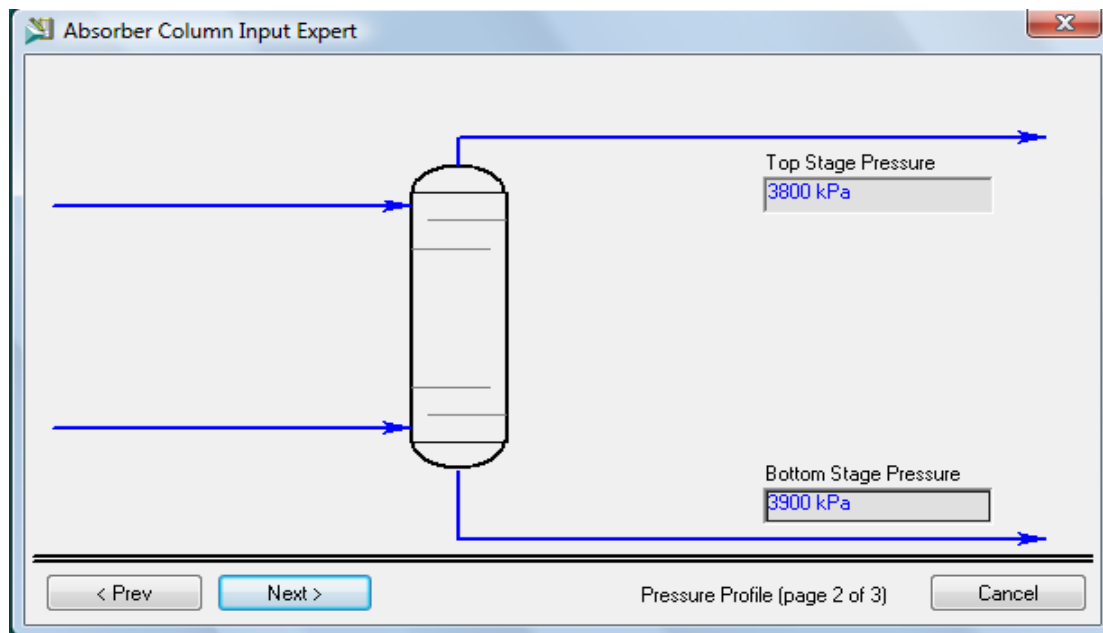 Absorber Column Input Expert
Top Stage Pressure
3800 kPa
Bottom Stage Pressure
3900 kPa
< Prev
Next >
Pressure Profile (page 2 of 3)
Cancel